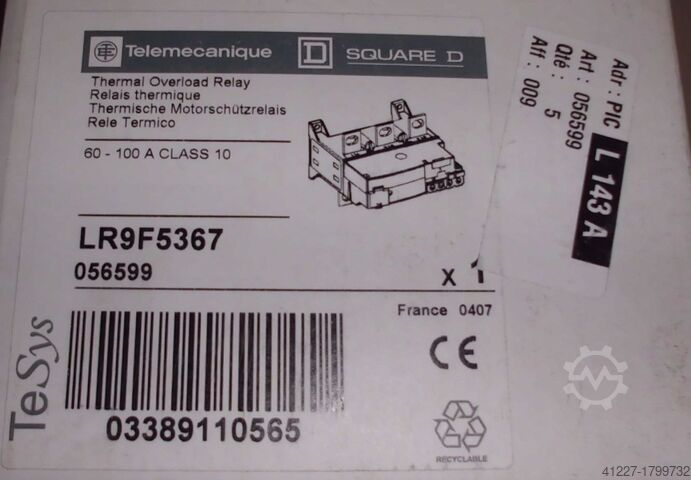 Telemecanique
SQUARE D
Thermal Overload Relay
Relais thermique
Thermische Motorschützrelais
Rele Termico
60 - 100 A CLASS 10
LR9F5367
056599
x 1
France 0407
TeSys
CE
03389110565
RECYCLABLE
Adr : PIC
L 143 A
Art : 056599
Qté : 5
Aff : 009
41227-1799732